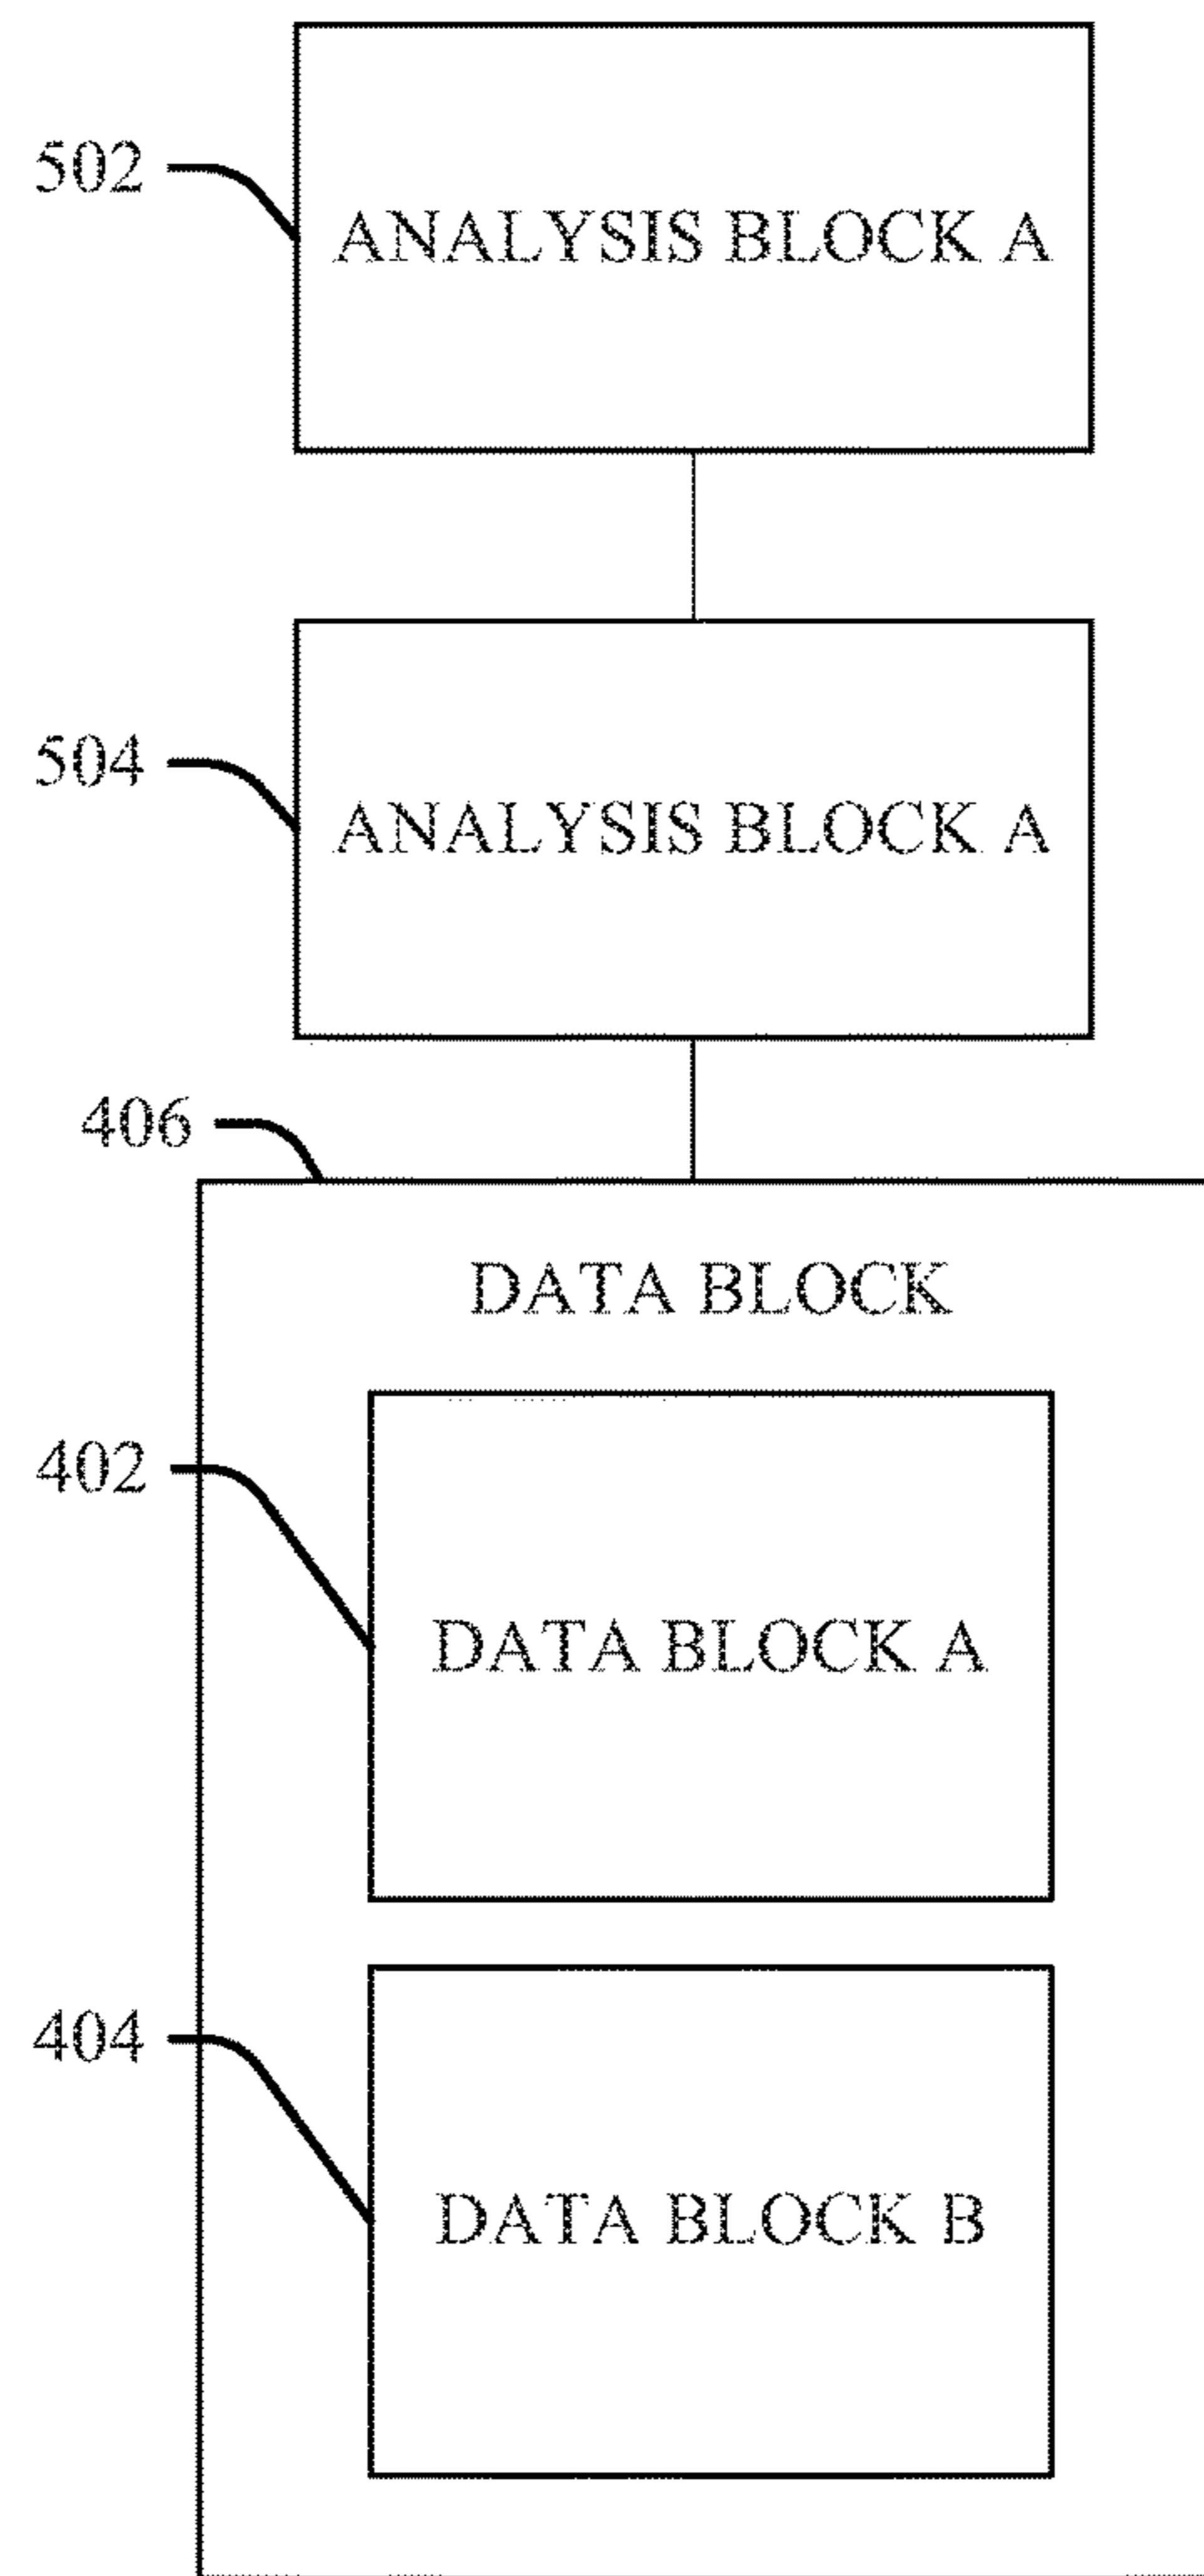 502
ANALYSIS BLOCK A
504
ANALYSIS BLOCK A
406
DATA BLOCK
402
DATA BLOCK A
404
DATA BLOCK B